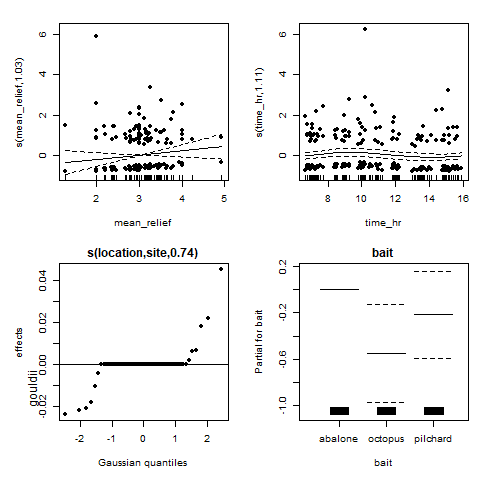 s(mean_relief,1.03)
6
4
2
0
2
3
4
5
mean_relief
s(time_hr,1.11)
6
4
2
0
8
10
12
14
16
time_hr
s(location,site,0.74)
effects
gouldii
0.04
0.02
0.00
-0.02
-2
-1
0
1
2
Gaussian quantiles
bait
Partial for bait
0.2
-0.2
-0.6
-1.0
abalone
octopus
pilchard
bait